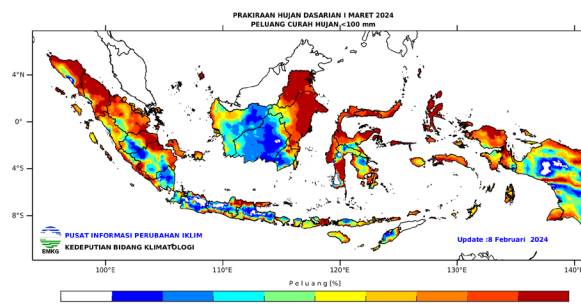 PRAKIRAAN HUJAN DASARIAN I MARET 2024
PELUANG CURAH HUJAN <100 mm
4°N
0°
4°S
8°S
PUSAT INFORMASI PERUBAHAN IKLIM
KEDEPUTIAN BIDANG KLIMATOLOGI
BMKG
Update :8 Februari 2024
100°E
110°E
120°E
130°E
140°E
Peluang [%]